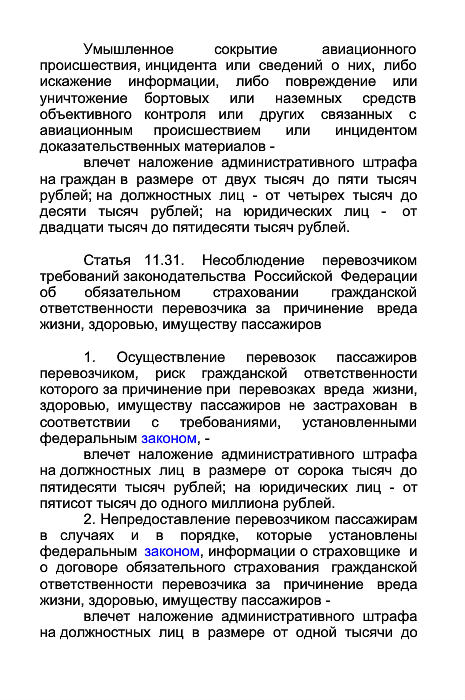 Умышленное сокрытие авиационного
происшествия, инцидента или сведений о них, либо
искажение информации, либо повреждение или
уничтожение бортовых или наземных средств
объективного контроля или других связанных с
авиационным происшествием или инцидентом
доказательственных материалов -
влечет наложение административного штрафа
на граждан в размере от двух тысяч до пяти тысяч
рублей; на должностных лиц - от четырех тысяч до
десяти тысяч рублей; на юридических лиц - от
двадцати тысяч до пятидесяти тысяч рублей.
Статья 11.31. Несоблюдение перевозчиком
требований законодательства Российской Федерации
об обязательном страховании гражданской
ответственности перевозчика за причинение вреда
жизни, здоровью, имуществу пассажиров
1. Осуществление перевозок пассажиров
перевозчиком, риск гражданской ответственности
которого за причинение при перевозках вреда жизни,
здоровью, имуществу пассажиров не застрахован в
соответствии с требованиями, установленными
федеральным законом, -
влечет наложение административного штрафа
на должностных лиц в размере от сорока тысяч до
пятидесяти тысяч рублей; на юридических лиц - от
пятисот тысяч до одного миллиона рублей.
2. Непредоставление перевозчиком пассажирам
в случаях и в порядке, которые установлены
федеральным законом, информации о страховщике и
о договоре обязательного страхования гражданской
ответственности перевозчика за причинение вреда
жизни, здоровью, имуществу пассажиров -
влечет наложение административного штрафа
на должностных лиц в размере от одной тысячи до